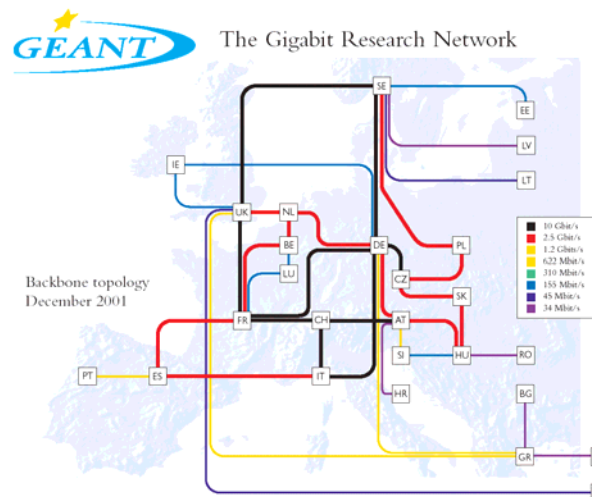 GEANT
The Gigabit Research Network
SE
EE
LV
IE
LT
UK
NL
BE
DE
PL
LU
CZ
SK
Backbone topology
December 2001
10 Gbit/s
2.5 Gbit/s
1.2 Gbit/s
622 Mbit/s
310 Mbit/s
155 Mbit/s
45 Mbit/s
34 Mbit/s
FR
CH
AT
SI
HU
RO
PT
ES
IT
HR
BG
GR